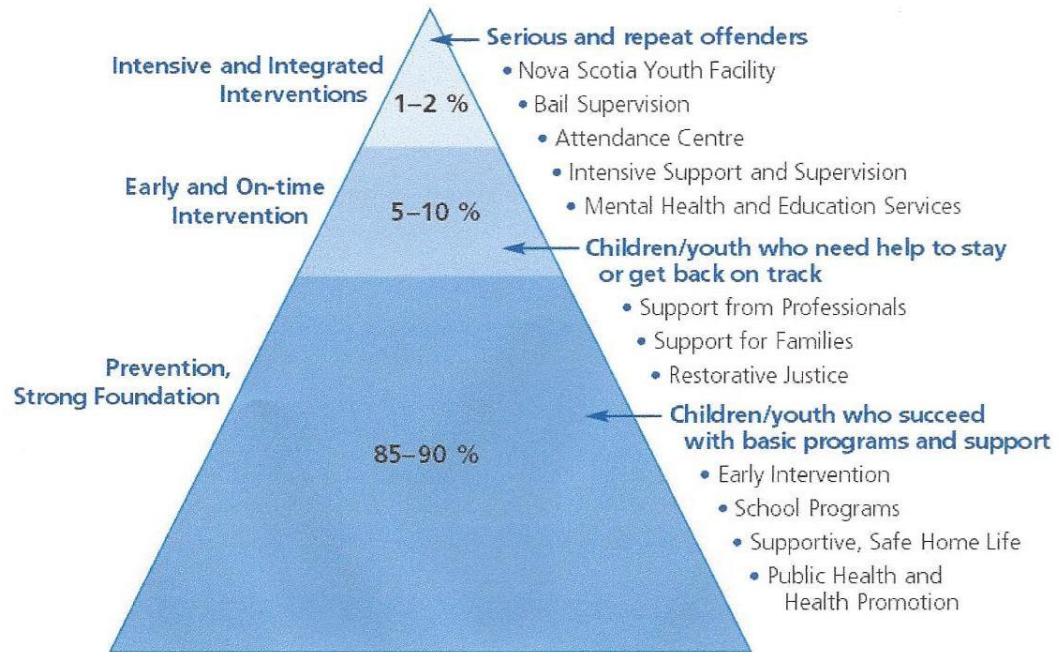 Serious and repeat offenders
Intensive and Integrated
Interventions
1–2 %
• Nova Scotia Youth Facility
• Bail Supervision
• Attendance Centre
• Intensive Support and Supervision
• Mental Health and Education Services
Early and On-time
Intervention
5–10 %
Children/youth who need help to stay
or get back on track
• Support from Professionals
• Support for Families
• Restorative Justice
Prevention,
Strong Foundation
85–90 %
Children/youth who succeed
with basic programs and support
• Early Intervention
• School Programs
• Supportive, Safe Home Life
• Public Health and
Health Promotion